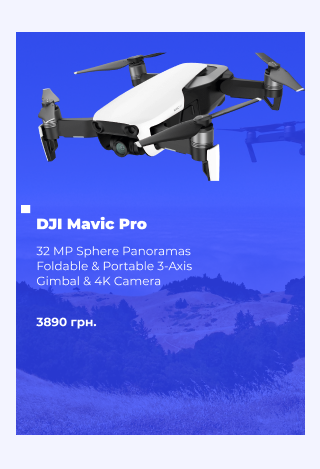 DJI Mavic Pro
32 MP Sphere Panoramas
Foldable & Portable 3-Axis
Gimbal & 4K Camera
3890 грн.